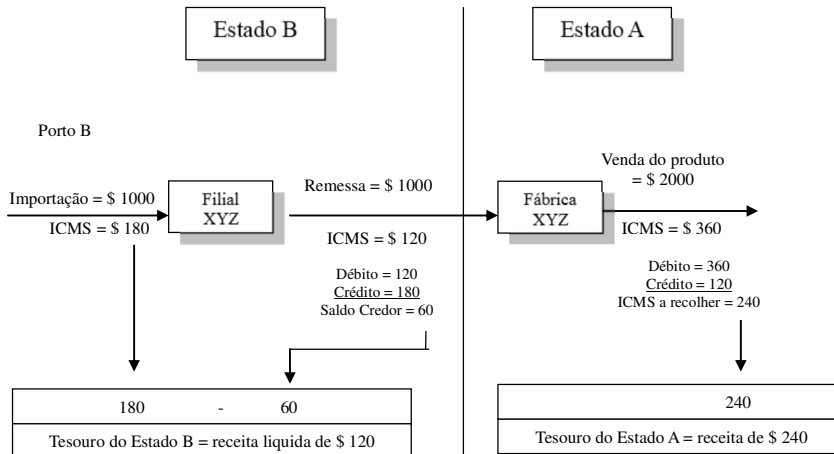 Estado B
Estado A
Porto B
Importação = $ 1000
ICMS = $ 180
Filial
XYZ
Remessa = $ 1000
ICMS = $ 120
Débito = 120
Crédito = 180
Saldo Credor = 60
Fábrica
XYZ
Venda do produto
= $ 2000
ICMS = $ 360
Débito = 360
Crédito = 120
ICMS a recolher = 240
180 - 60
Tesouro do Estado B = receita liquida de $ 120
240
Tesouro do Estado A = receita de $ 240